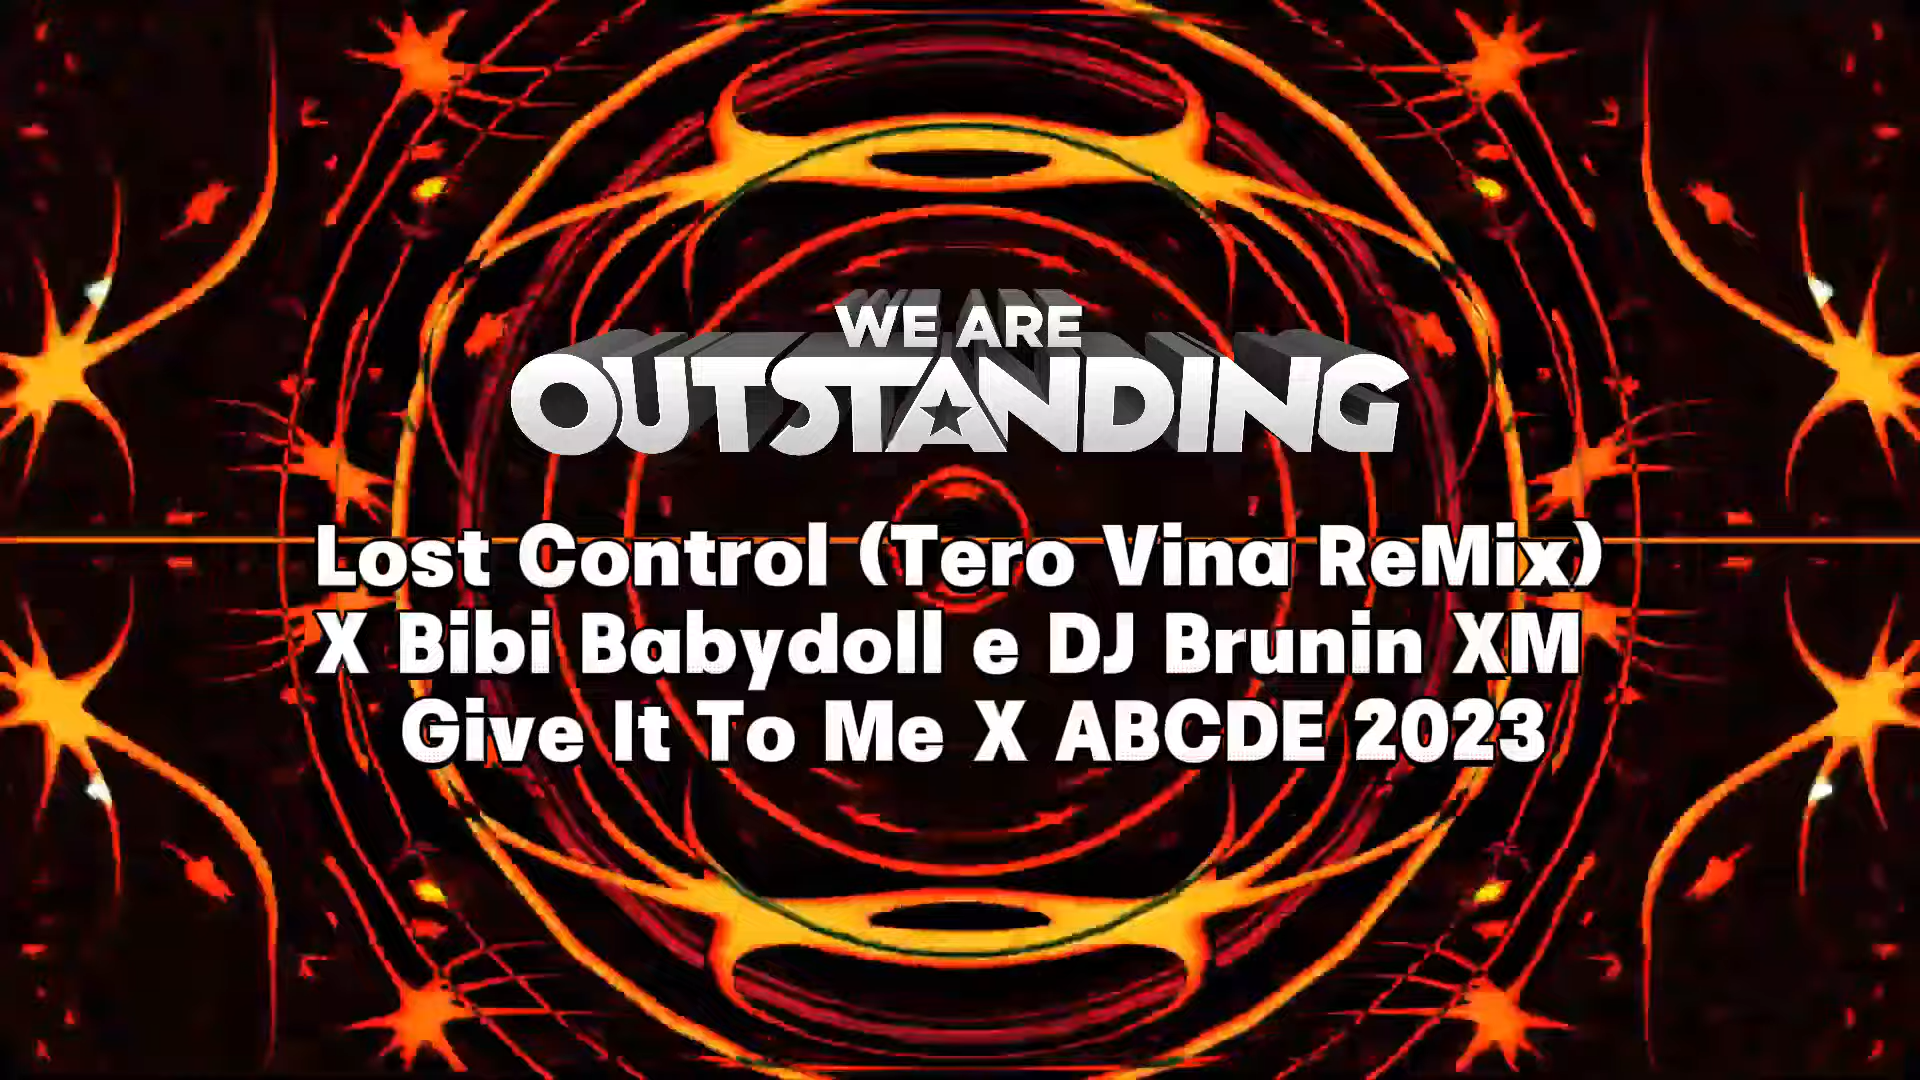 WE ARE
OUTSTANDING
Lost Control (Tero Vina ReMix)
X Bibi Babydoll e DJ Brunin XM
Give It To Me X ABCDE 2023